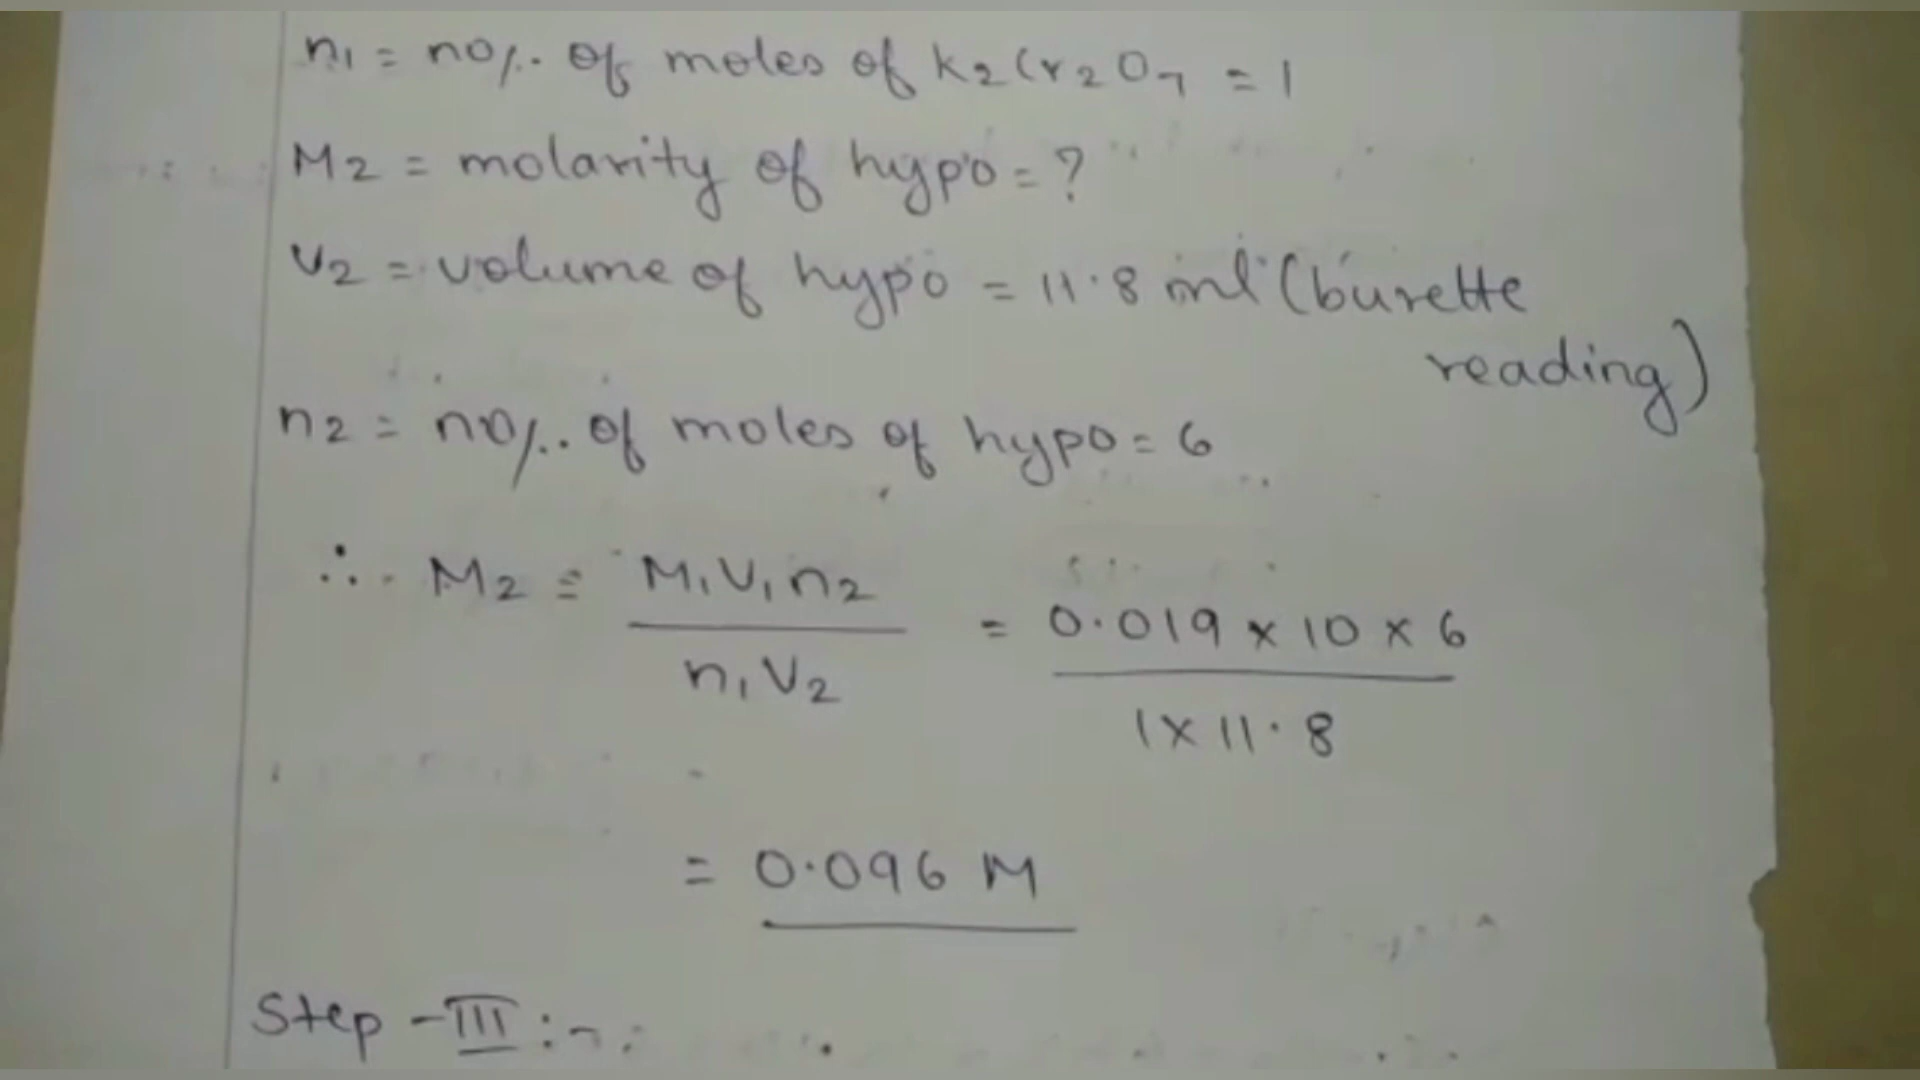 n1 = no/. of moles of K2Cr2O7 = 1
M2 = molarity of hypo = ?
V2 = volume of hypo = 11.8 ml (burette
reading)
n2 = no/.. of moles of hypo = 6
∴ M2 = M1V1n2 / n1V2 = 0.019 x 10 x 6 / 1 x 11.8
= 0.096 M
Step - III :-